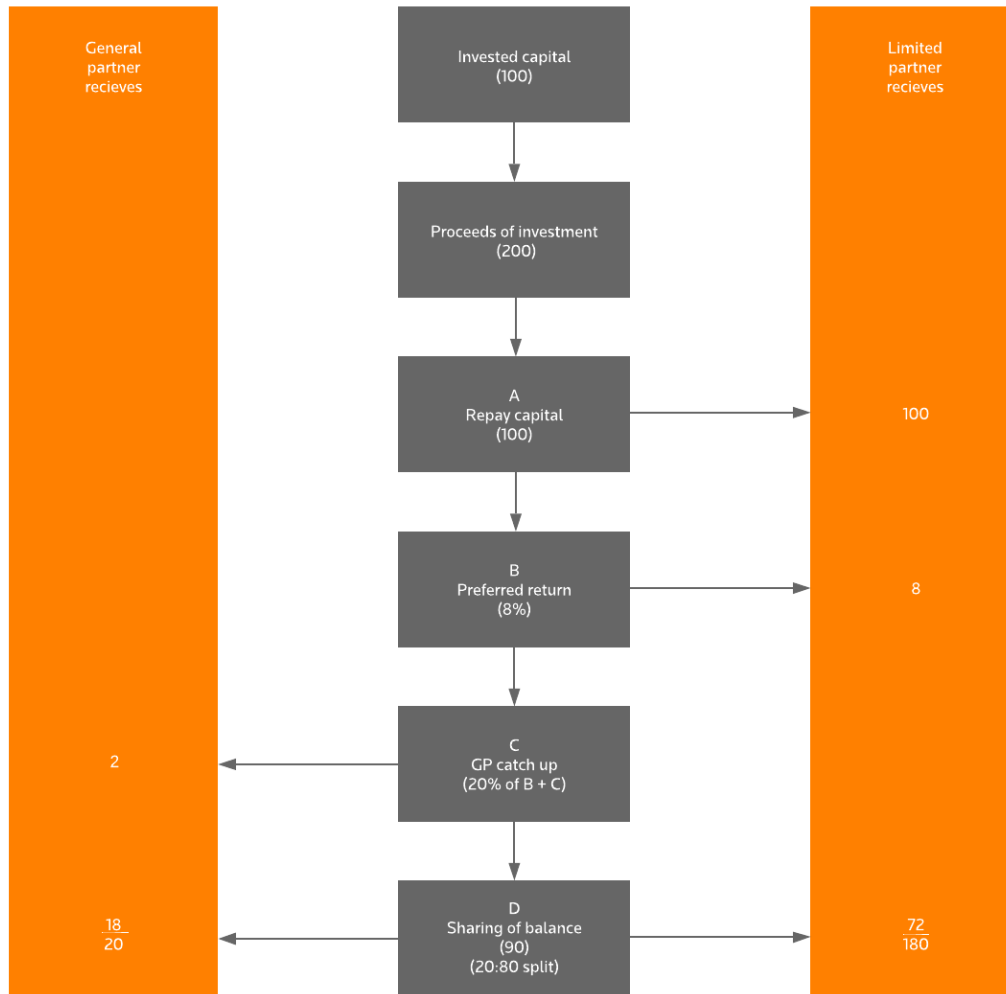 General
partner
recieves
Invested capital
(100)
Limited
partner
recieves
Proceeds of investment
(200)
A
Repay capital
(100)
100
B
Preferred return
(8%)
8
2
C
GP catch up
(20% of B + C)
18
20
D
Sharing of balance
(90)
(20:80 split)
72
180